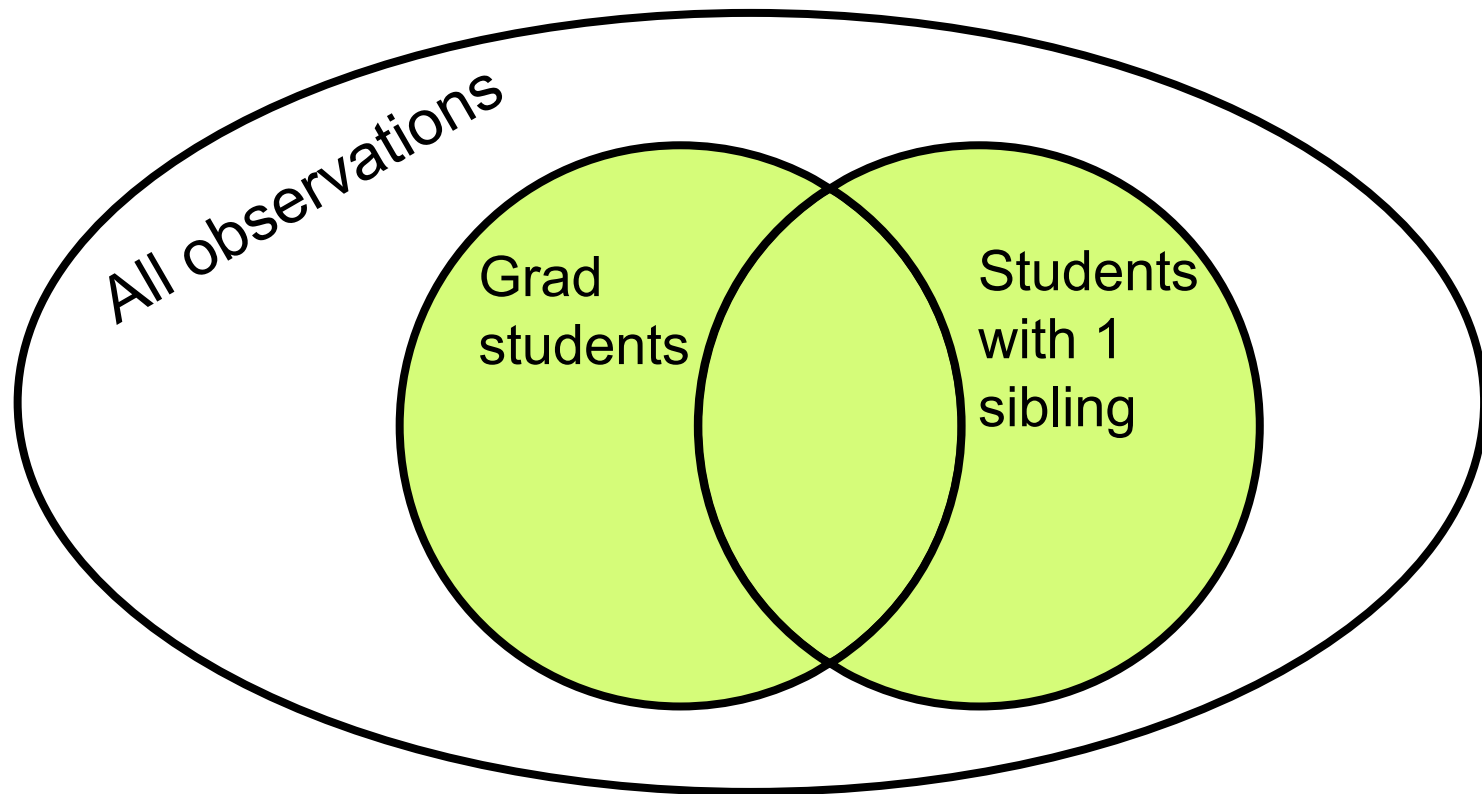 All observations
Grad
students
Students
with 1
sibling